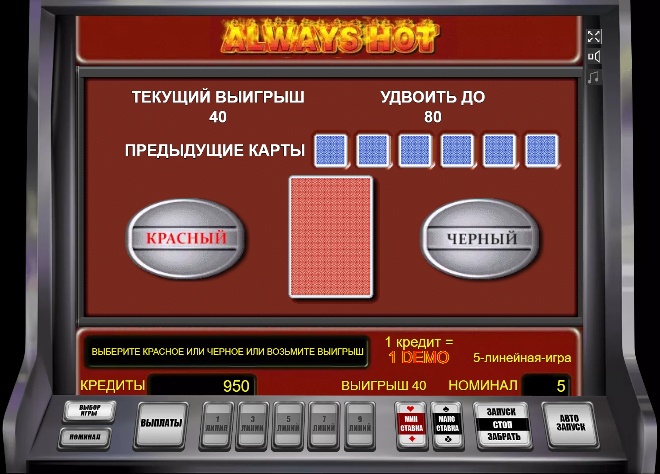 ALWAYS HOT
ТЕКУЩИЙ ВЫИГРЫШ
40
УДВОИТЬ ДО
80
ПРЕДЫДУЩИЕ КАРТЫ
КРАСНЫЙ
ЧЕРНЫЙ
ВЫБЕРИТЕ КРАСНОЕ ИЛИ ЧЕРНОЕ ИЛИ ВОЗЬМИТЕ ВЫИГРЫШ
1 кредит =
1 DEMO
5-линейная-игра
КРЕДИТЫ 950
ВЫИГРЫШ 40
НОМИНАЛ 5
ВЫБОР
ИГРЫ
НОМИНАЛ
ВЫПЛАТЫ
1
ЛИНИЯ
3
ЛИНИИ
5
ЛИНИЙ
7
ЛИНИЙ
9
ЛИНИЙ
МИН
СТАВКА
МАКС
СТАВКА
ЗАПУСК
СТОП
ЗАБРАТЬ
АВТО
ЗАПУСК